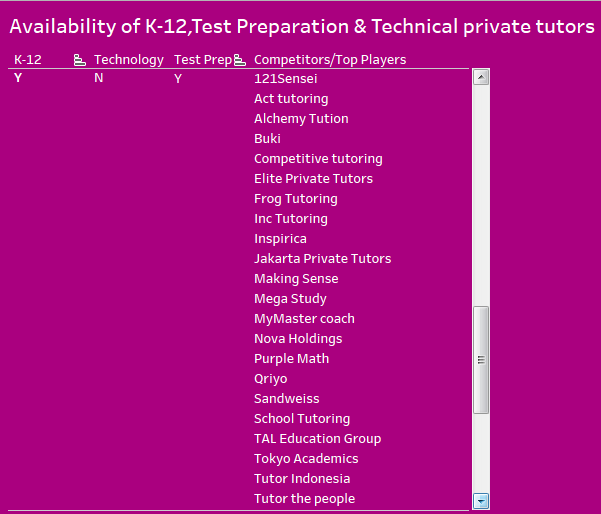 Availability of K-12,Test Preparation & Technical private tutors
K-12 Technology Test Prep Competitors/Top Players
Y N Y 121Sensei
Act tutoring
Alchemy Tution
Buki
Competitive tutoring
Elite Private Tutors
Frog Tutoring
Inc Tutoring
Inspirica
Jakarta Private Tutors
Making Sense
Mega Study
MyMaster coach
Nova Holdings
Purple Math
Qriyo
Sandweiss
School Tutoring
TAL Education Group
Tokyo Academics
Tutor Indonesia
Tutor the people